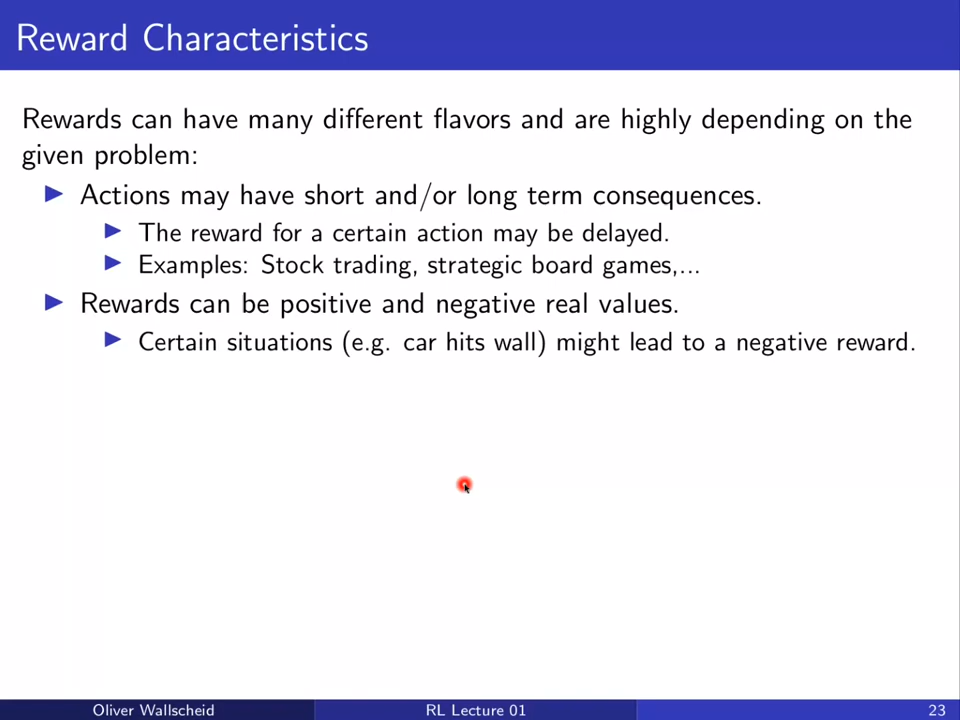 Reward Characteristics
Rewards can have many different flavors and are highly depending on the
given problem:
Actions may have short and/or long term consequences.
The reward for a certain action may be delayed.
Examples: Stock trading, strategic board games,...
Rewards can be positive and negative real values.
Certain situations (e.g. car hits wall) might lead to a negative reward.
Oliver Wallscheid
RL Lecture 01
23